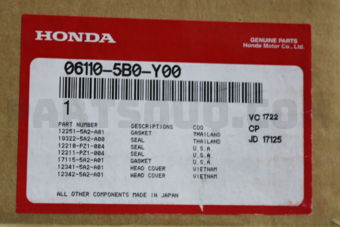 HONDA
GENUINE PARTS
Honda Motor Co., Ltd.
06110-5B0-Y00
1
VC 1722
CP
JD 17125
PART NUMBER DESCRIPTIONS COO
12251-5A2-A01 GASKET THAILAND
19322-5A2-A00 SEAL THAILAND
12210-PZ1-004 SEAL U.S.A
12211-PZ1-004 SEAL U.S.A
17115-5A2-A01 GASKET U.S.A
12341-5A2-A01 HEAD COVER VIETNAM
12342-5A2-A01 HEAD COVER VIETNAM
ALL OTHER COMPONENTS MADE IN JAPAN